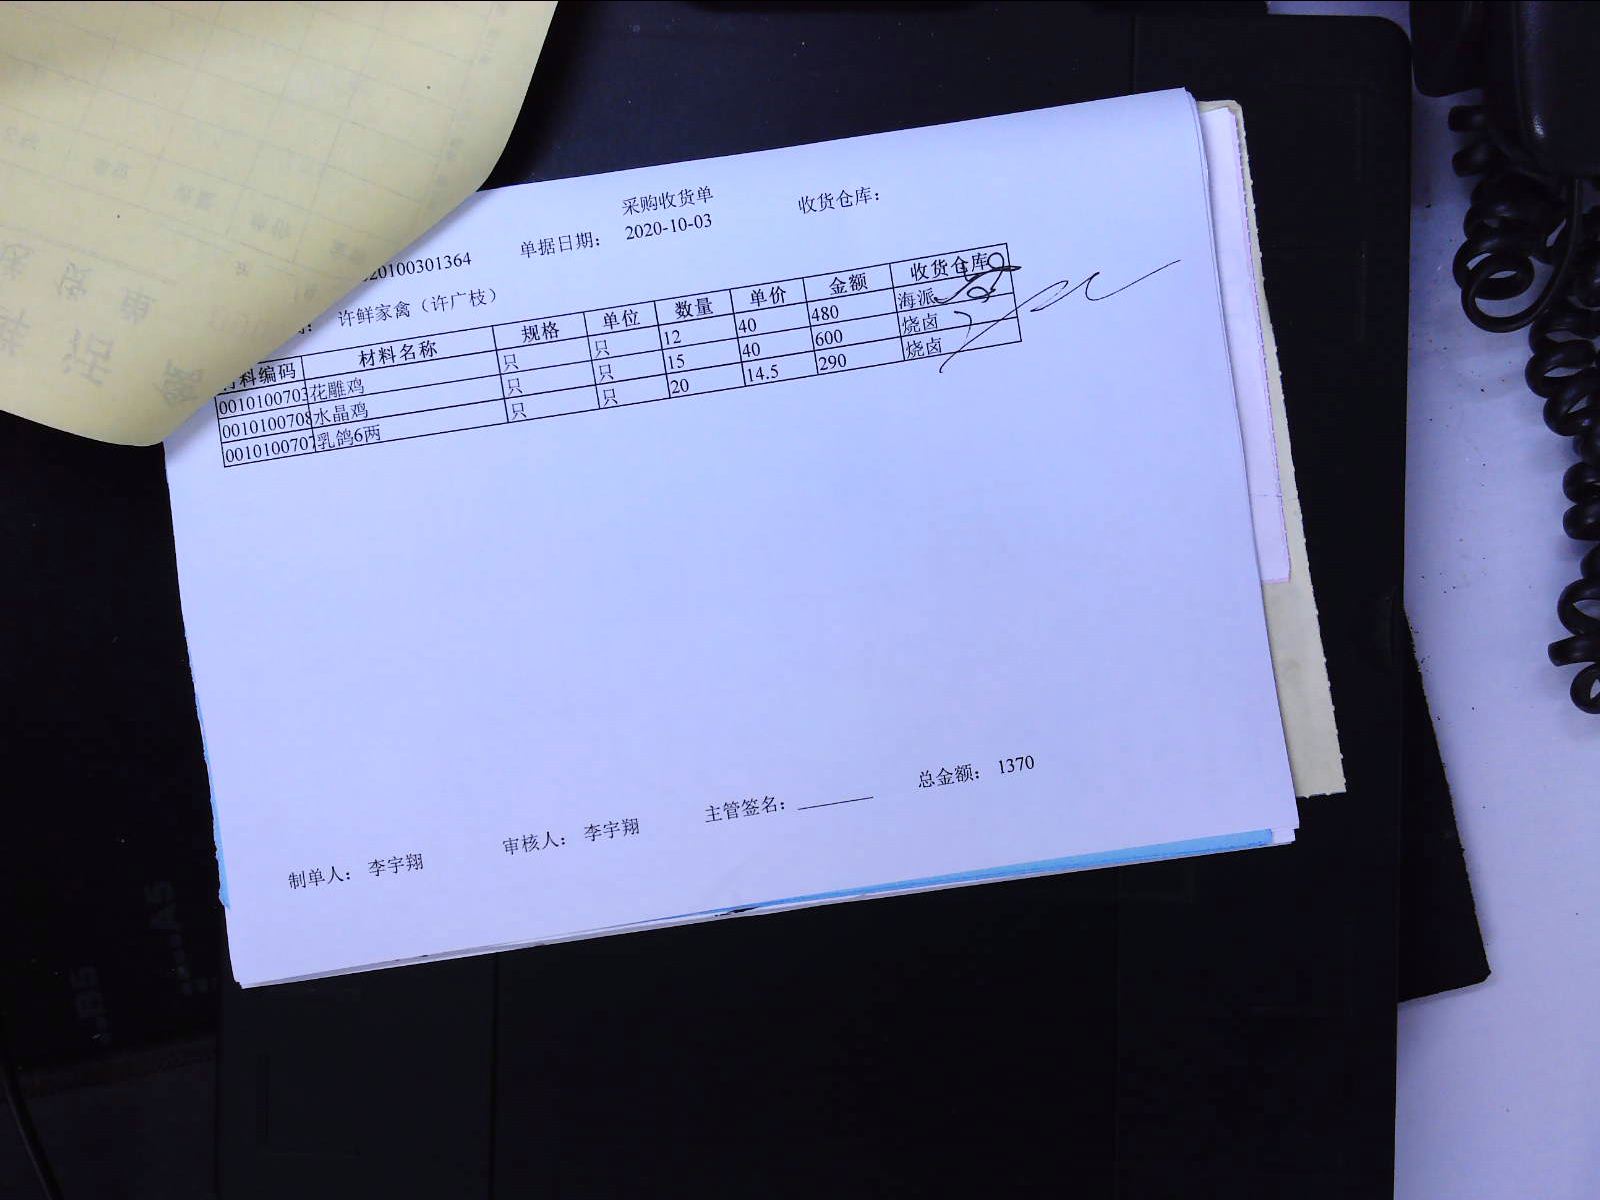 采购收货单
20100301364 单据日期： 2020-10-03 收货仓库：
许鲜家禽（许广枝）
材料编码 材料名称 规格 单位 数量 单价 金额 收货仓库
0010100703 花雕鸡 只 只 12 40 480 海派
0010100708 水晶鸡 只 只 15 40 600 烧卤
0010100707 乳鸽6两 只 只 20 14.5 290 烧卤
总金额： 1370
制单人： 李宇翔 审核人： 李宇翔 主管签名：